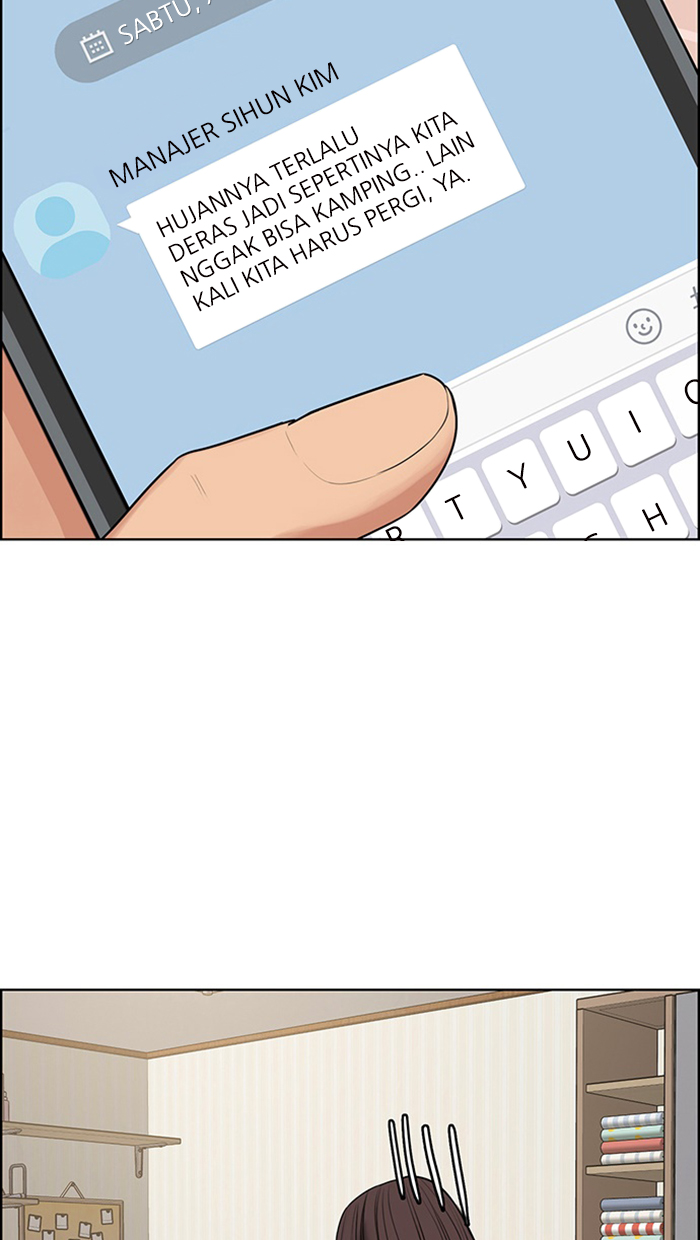 SABTU,
MANAJER SIHUN KIM
HUJANNYA TERLALU
DERAS JADI SEPERTINYA KITA
NGGAK BISA KAMPING.. LAIN
KALI KITA HARUS PERGI, YA.
R T Y U I O
G H